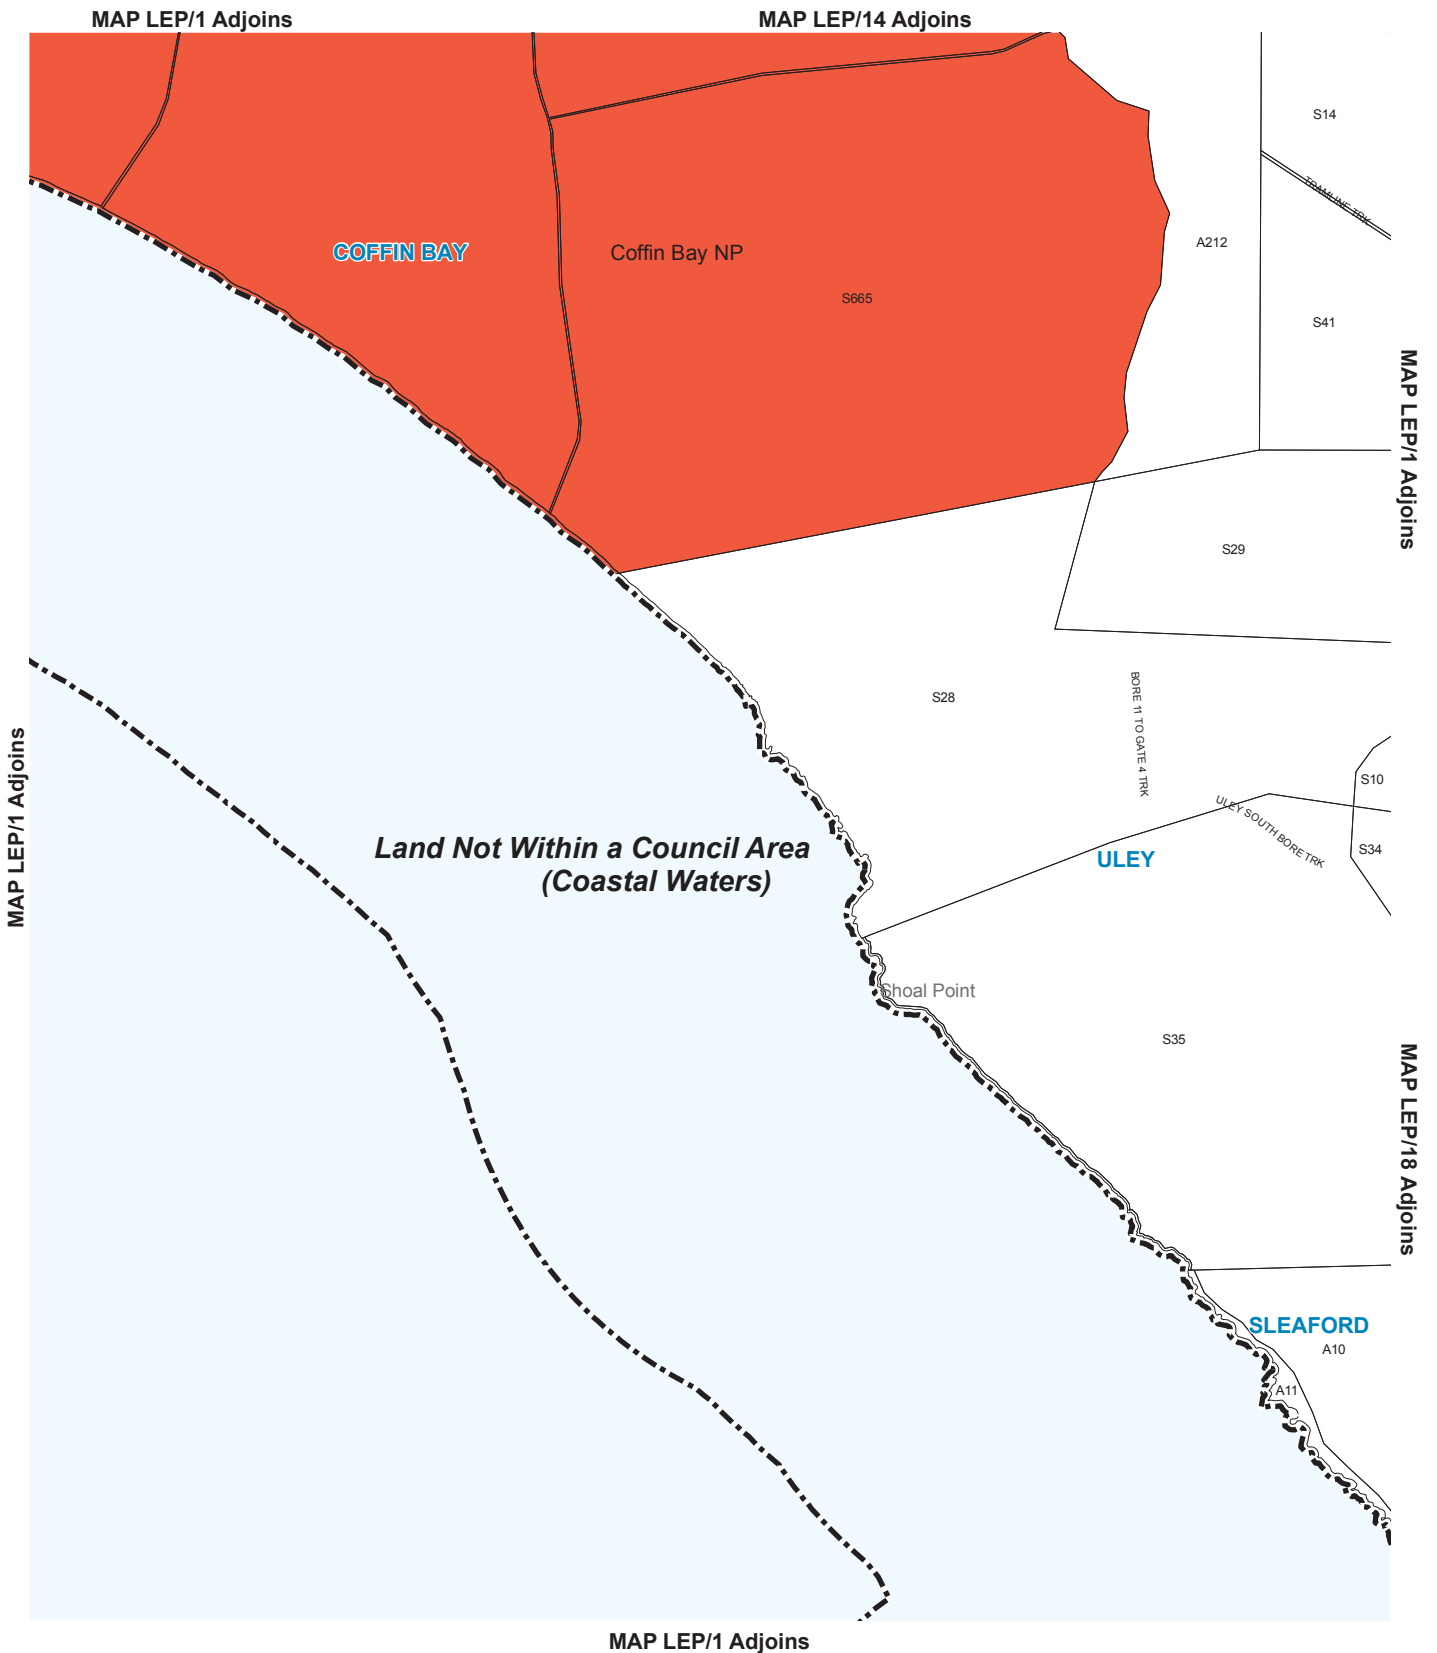 MAP LEP/1 Adjoins
MAP LEP/14 Adjoins
S14
TRAMLINE TRK
A212
COFFIN BAY
Coffin Bay NP
S665
S41
MAP LEP/1 Adjoins
S29
S28
BORE 11 TO GATE 4 TRK
S10
ULEY SOUTH BORE TRK
MAP LEP/1 Adjoins
Land Not Within a Council Area
(Coastal Waters)
S34
ULEY
Shoal Point
S35
MAP LEP/18 Adjoins
SLEAFORD
A10
A11
MAP LEP/1 Adjoins